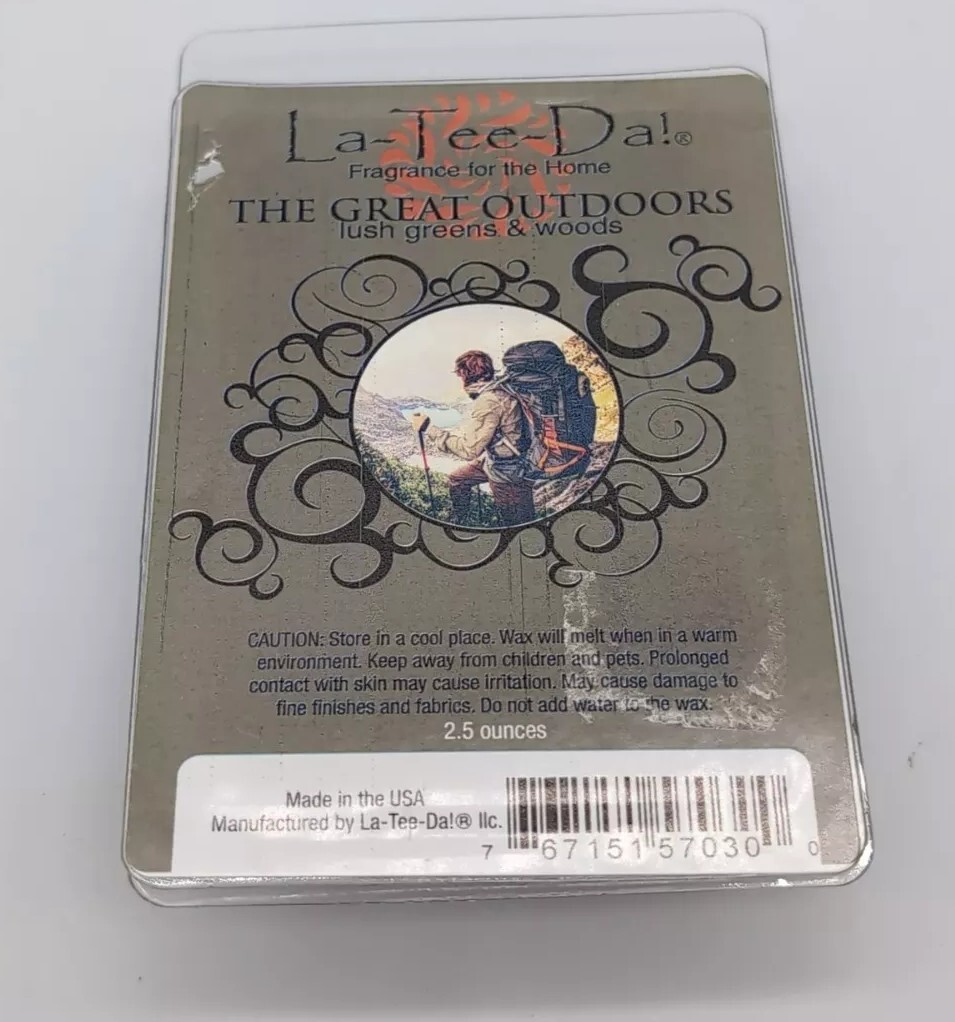 La-Tee-Da!®
Fragrance for the Home
THE GREAT OUTDOORS
lush greens & woods
CAUTION: Store in a cool place. Wax will melt when in a warm
environment. Keep away from children and pets. Prolonged
contact with skin may cause irritation. May cause damage to
fine finishes and fabrics. Do not add water to the wax.
2.5 ounces
Made in the USA
Manufactured by La-Tee-Da!® llc.
7 67151 57030 0